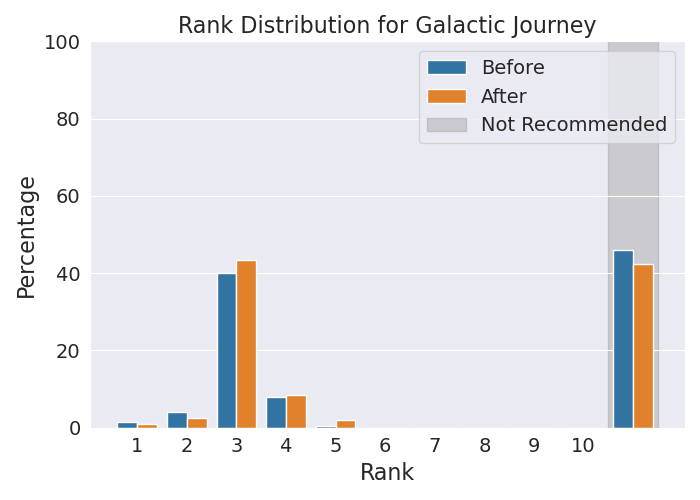 Rank Distribution for Galactic Journey
100
80
60
40
20
0
Percentage
Before
After
Not Recommended
1 2 3 4 5 6 7 8 9 10
Rank